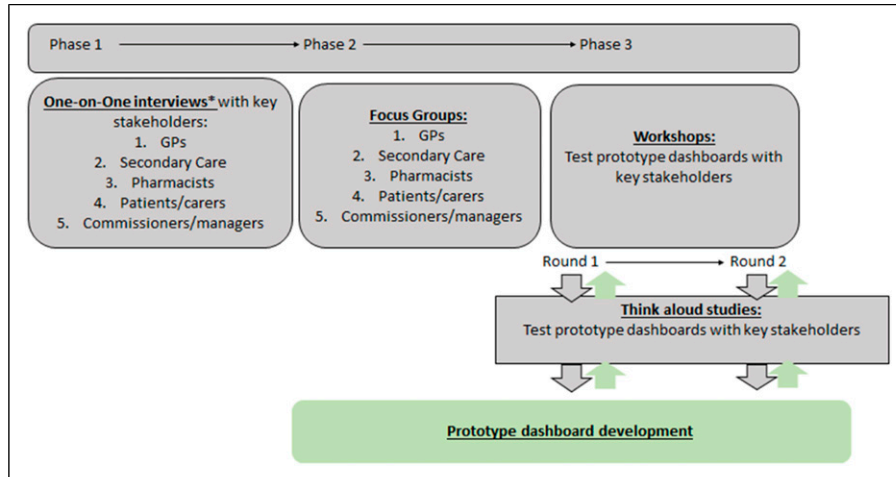 Phase 1
Phase 2
Phase 3
One-on-One interviews* with key
stakeholders:
1. GPs
2. Secondary Care
3. Pharmacists
4. Patients/carers
5. Commissioners/managers
Focus Groups:
1. GPs
2. Secondary Care
3. Pharmacists
4. Patients/carers
5. Commissioners/managers
Workshops:
Test prototype dashboards with
key stakeholders
Round 1
Round 2
Think aloud studies:
Test prototype dashboards with key stakeholders
Prototype dashboard development